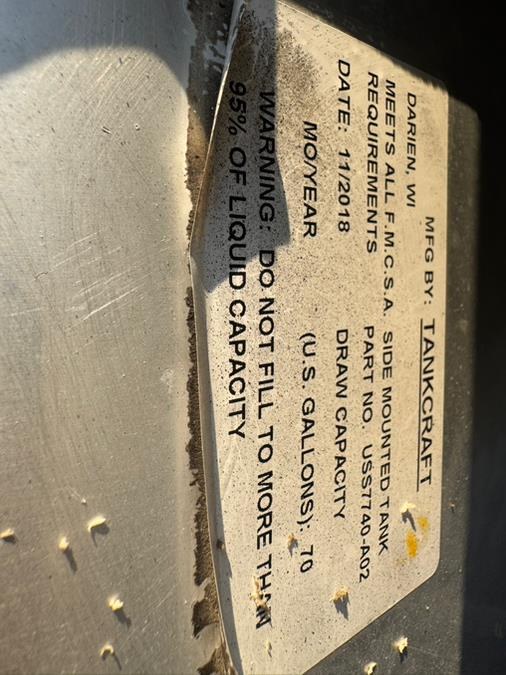 MFG BY: TANKCRAFT
DARIEN, WI
MEETS ALL F.M.C.S.A. SIDE MOUNTED TANK
REQUIREMENTS PART NO. USS7740-A02
DATE: 11/2018 DRAW CAPACITY
MO/YEAR (U.S. GALLONS): 70
WARNING: DO NOT FILL TO MORE THAN
95% OF LIQUID CAPACITY